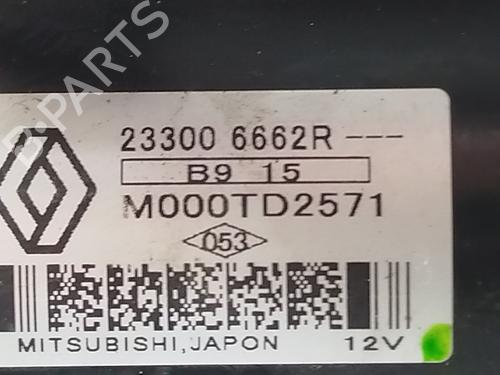 B-PARTS
23300 6662R ---
B9 15
M000TD2571
053
MITSUBISHI, JAPON 12V